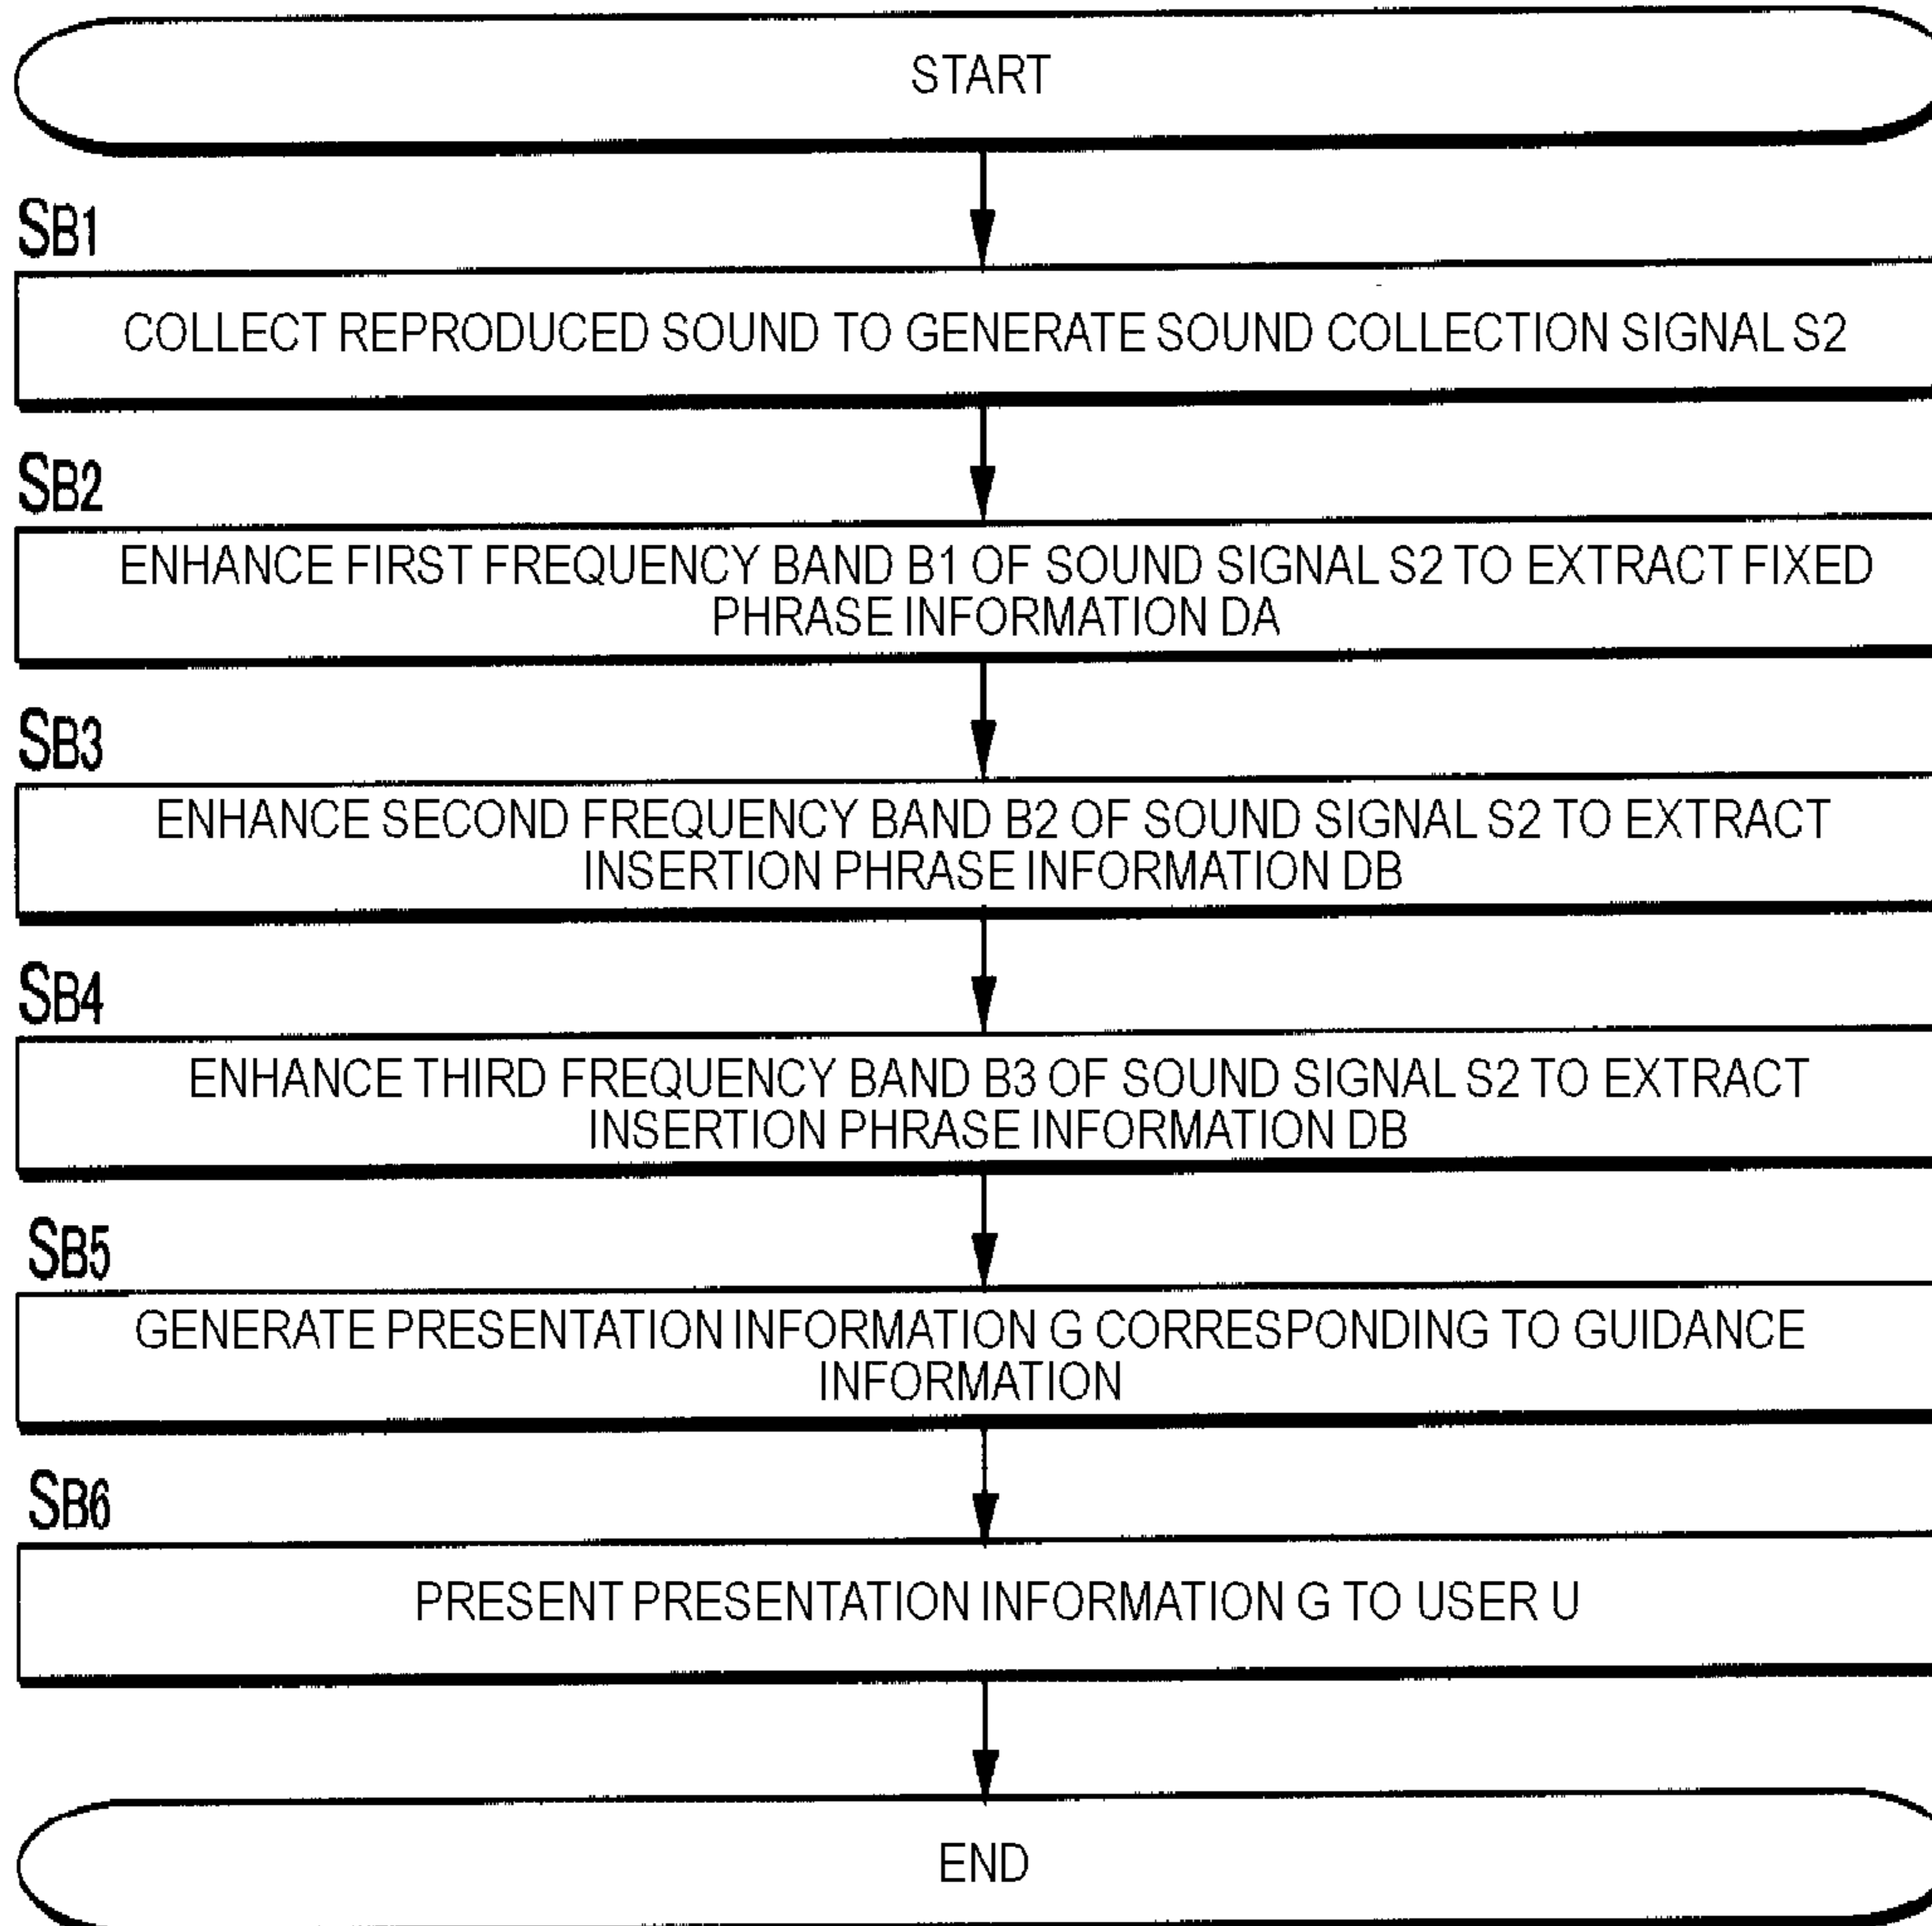 START
SB1
COLLECT REPRODUCED SOUND TO GENERATE SOUND COLLECTION SIGNAL S2
SB2
ENHANCE FIRST FREQUENCY BAND B1 OF SOUND SIGNAL S2 TO EXTRACT FIXED
PHRASE INFORMATION DA
SB3
ENHANCE SECOND FREQUENCY BAND B2 OF SOUND SIGNAL S2 TO EXTRACT
INSERTION PHRASE INFORMATION DB
SB4
ENHANCE THIRD FREQUENCY BAND B3 OF SOUND SIGNAL S2 TO EXTRACT
INSERTION PHRASE INFORMATION DB
SB5
GENERATE PRESENTATION INFORMATION G CORRESPONDING TO GUIDANCE
INFORMATION
SB6
PRESENT PRESENTATION INFORMATION G TO USER U
END